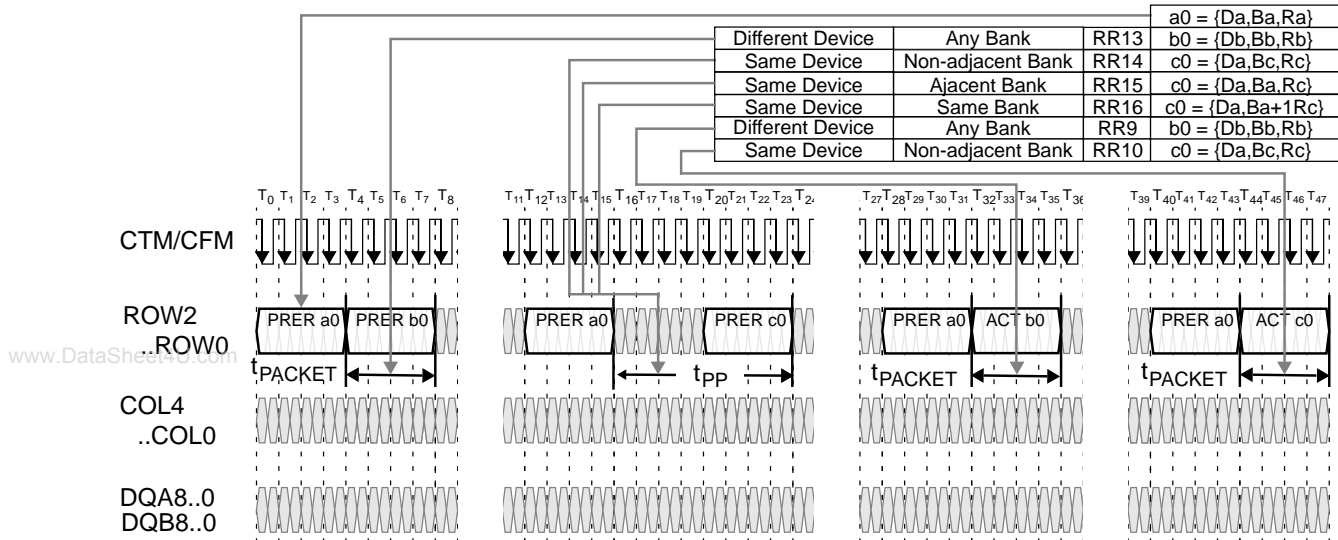 a0 = {Da,Ba,Ra}
Different Device Any Bank RR13 b0 = {Db,Bb,Rb}
Same Device Non-adjacent Bank RR14 c0 = {Da,Bc,Rc}
Same Device Ajacent Bank RR15 c0 = {Da,Ba,Rc}
Same Device Same Bank RR16 c0 = {Da,Ba+1Rc}
Different Device Any Bank RR9 b0 = {Db,Bb,Rb}
Same Device Non-adjacent Bank RR10 c0 = {Da,Bc,Rc}
T0 T1 T2 T3 T4 T5 T6 T7 T8 T11 T12 T13 T14 T15 T16 T17 T18 T19 T20 T21 T22 T23 T24 T27 T28 T29 T30 T31 T32 T33 T34 T35 T36 T39 T40 T41 T42 T43 T44 T45 T46 T47
CTM/CFM
ROW2
..ROW0
PRER a0 PRER b0 PRER a0 PRER c0 PRER a0 ACT b0 PRER a0 ACT c0
www.DataSheet4U.com
tPACKET tPP tPACKET tPACKET
COL4
..COL0
DQA8..0
DQB8..0